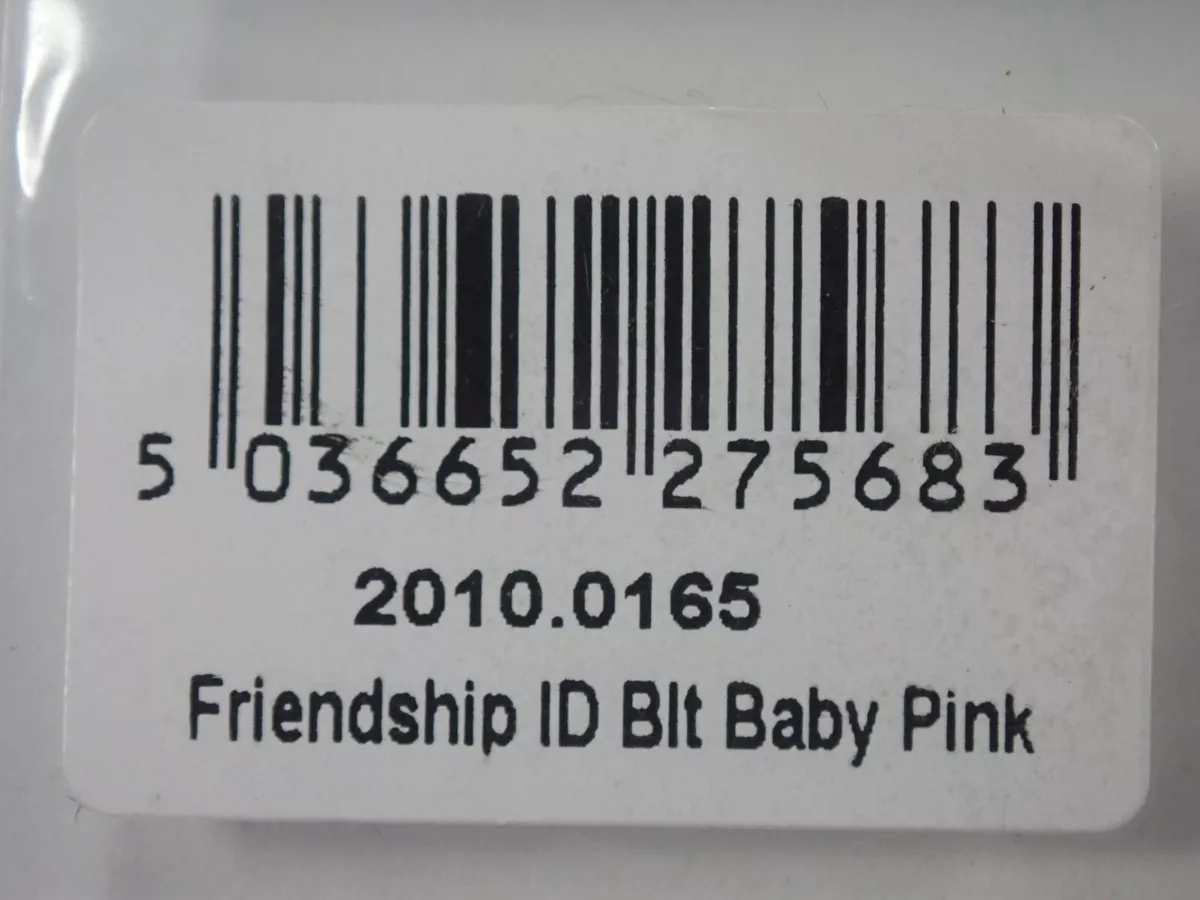 5 036652 275683
2010.0165
Friendship ID Blt Baby Pink